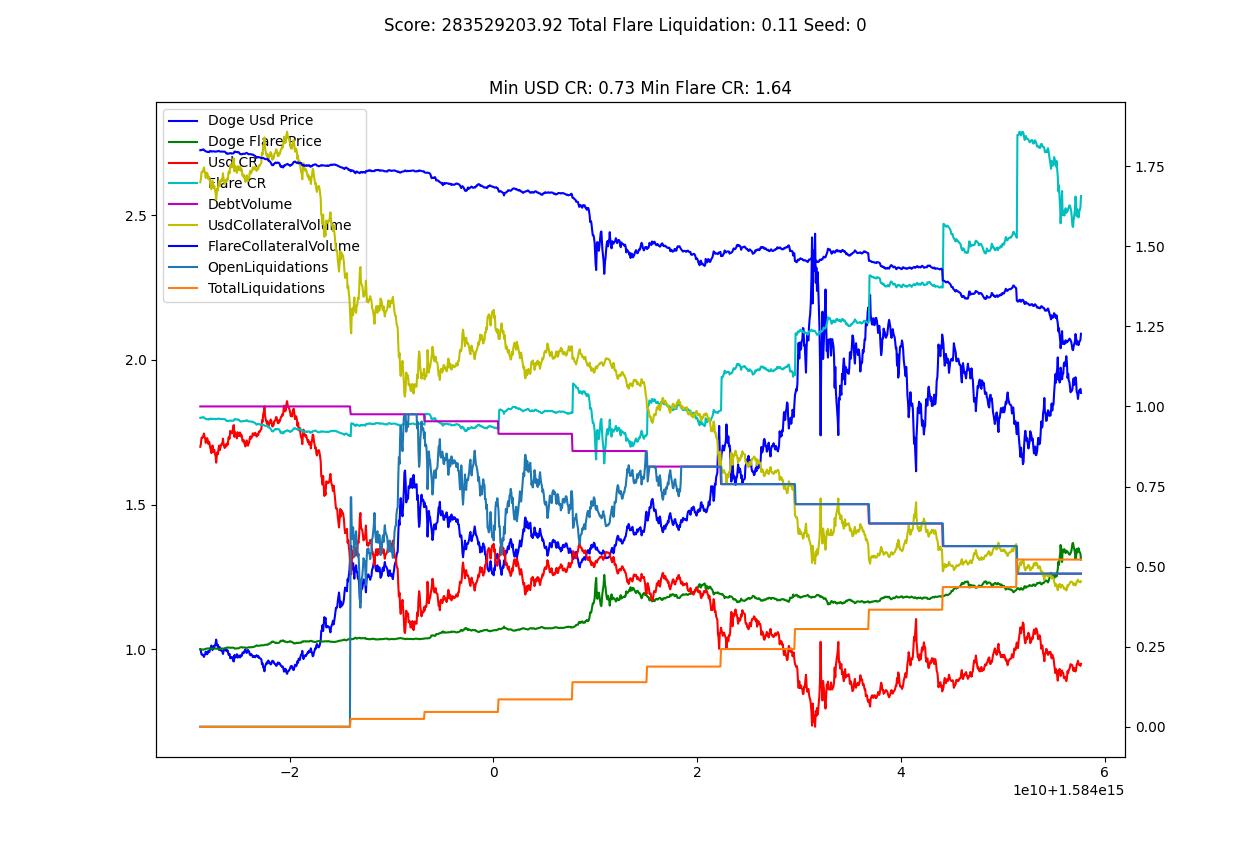 Score: 283529203.92 Total Flare Liquidation: 0.11 Seed: 0
Min USD CR: 0.73 Min Flare CR: 1.64
Doge Usd Price
Doge Flare Price
Usd CR
Flare CR
DebtVolume
UsdCollateralVolume
FlareCollateralVolume
OpenLiquidations
TotalLiquidations
2.5
2.0
1.5
1.0
1.75
1.50
1.25
1.00
0.75
0.50
0.25
0.00
−2 0 2 4 6
1e10+1.584e15